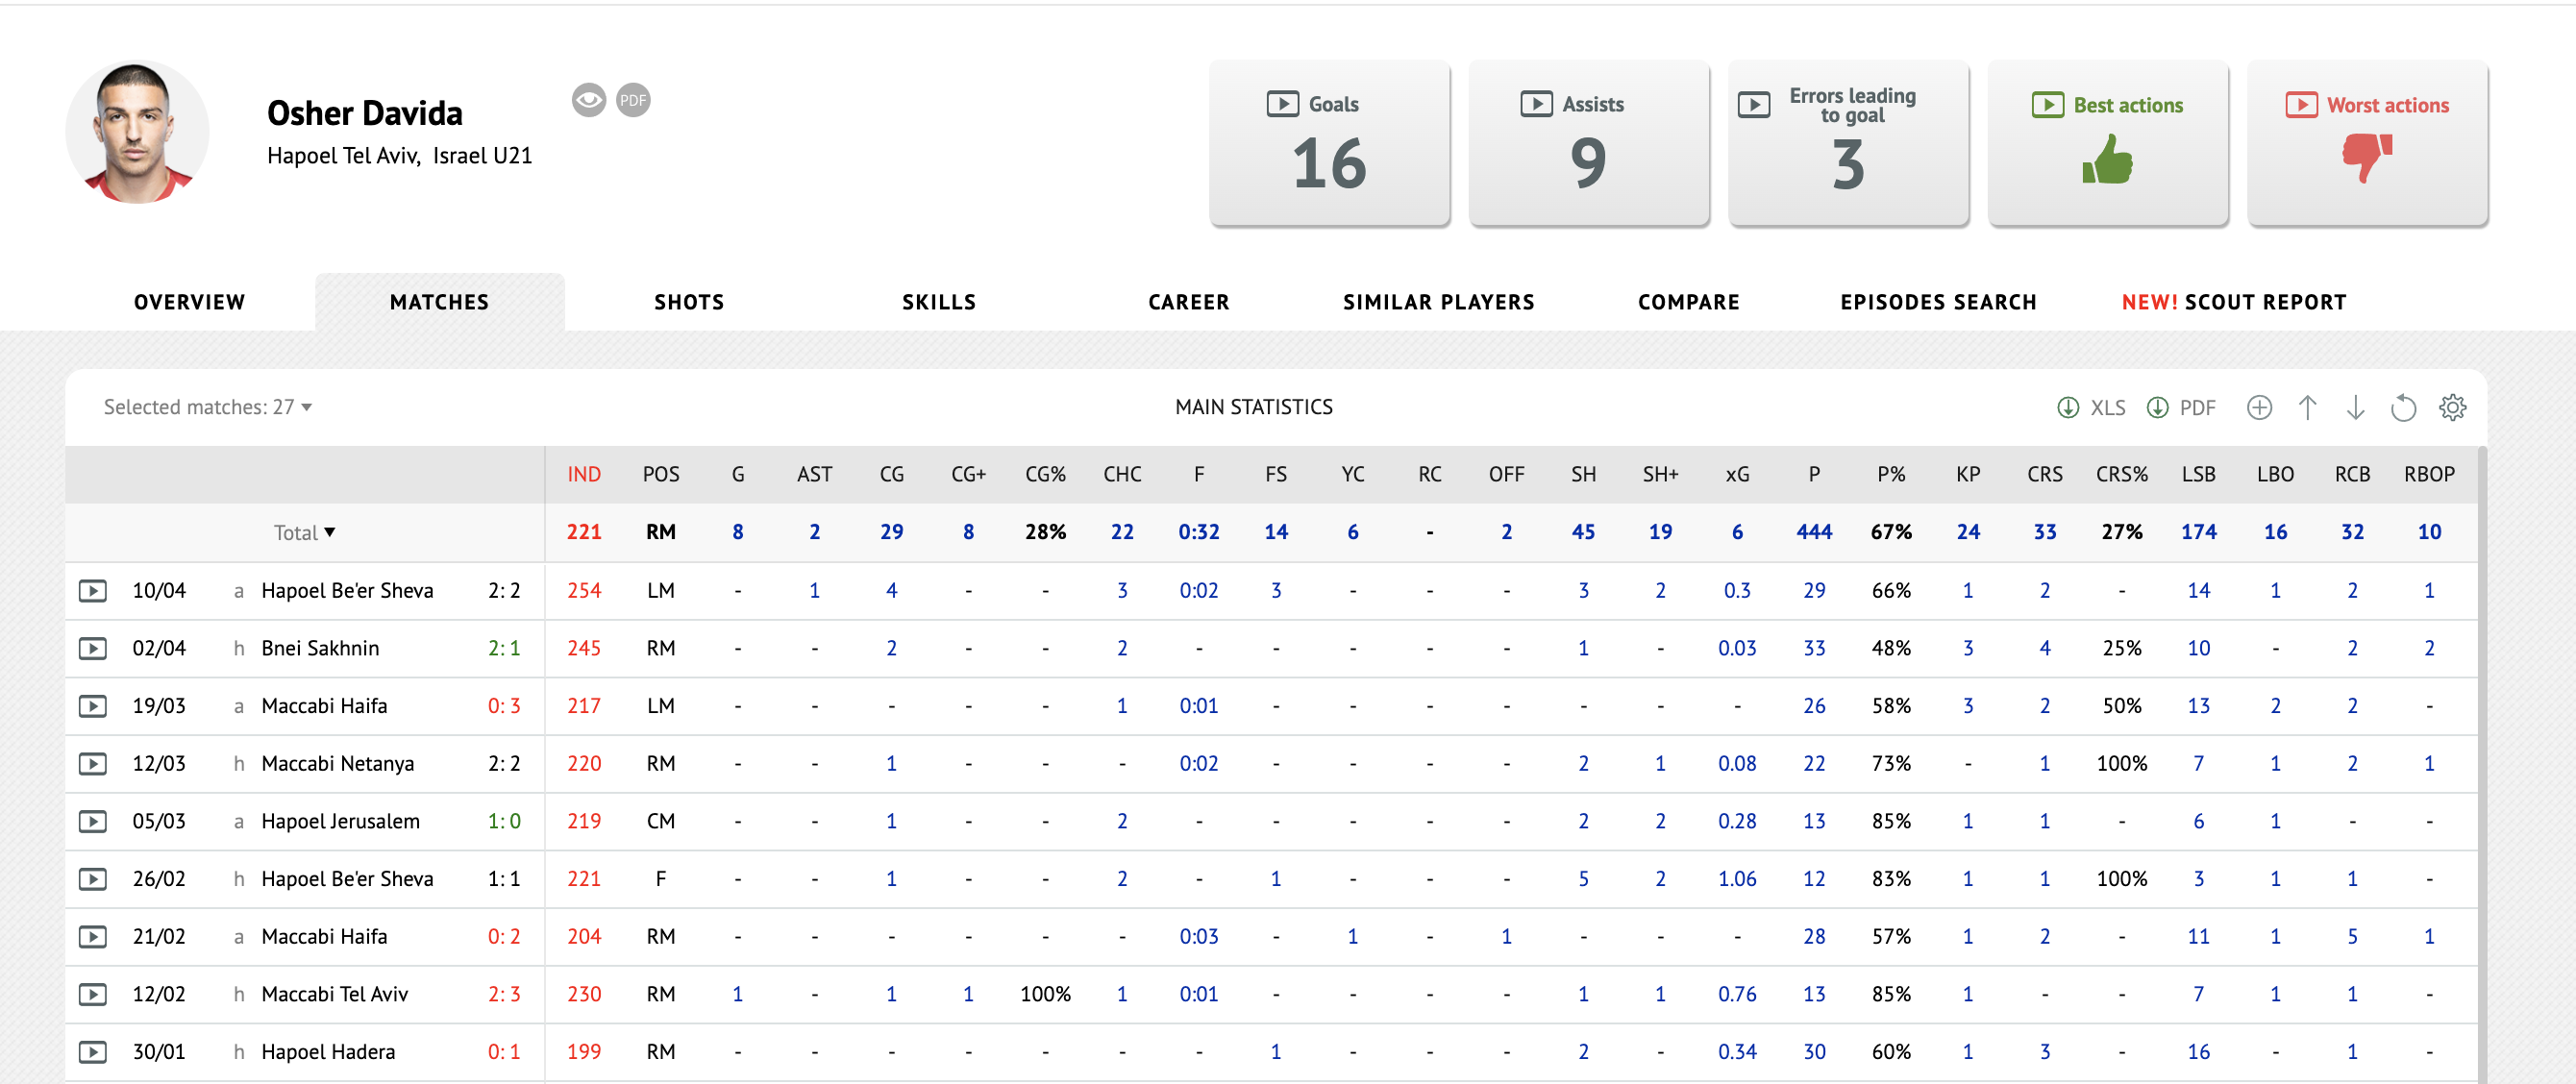 Osher Davida
PDF
Hapoel Tel Aviv, Israel U21
Goals
16
Assists
9
Errors leading
to goal
3
Best actions
Worst actions
OVERVIEW MATCHES SHOTS SKILLS CAREER SIMILAR PLAYERS COMPARE EPISODES SEARCH NEW! SCOUT REPORT
Selected matches: 27 MAIN STATISTICS XLS PDF
IND POS G AST CG CG+ CG% CHC F FS YC RC OFF SH SH+ xG P P% KP CRS CRS% LSB LBO RCB RBOP
Total 221 RM 8 2 29 8 28% 22 0:32 14 6 - 2 45 19 6 444 67% 24 33 27% 174 16 32 10
10/04 a Hapoel Be'er Sheva 2:2 254 LM - 1 4 - - 3 0:02 3 - - - 3 2 0.3 29 66% 1 2 - 14 1 2 1
02/04 h Bnei Sakhnin 2:1 245 RM - - 2 - - 2 - - - - - 1 - 0.03 33 48% 3 4 25% 10 - 2 2
19/03 a Maccabi Haifa 0:3 217 LM - - - - - 1 0:01 - - - - - - - 26 58% 3 2 50% 13 2 2 -
12/03 h Maccabi Netanya 2:2 220 RM - - 1 - - - 0:02 - - - - 2 1 0.08 22 73% - 1 100% 7 1 2 1
05/03 a Hapoel Jerusalem 1:0 219 CM - - 1 - - 2 - - - - - 2 2 0.28 13 85% 1 1 - 6 1 - -
26/02 h Hapoel Be'er Sheva 1:1 221 F - - 1 - - 2 - 1 - - - 5 2 1.06 12 83% 1 1 100% 3 1 1 -
21/02 a Maccabi Haifa 0:2 204 RM - - - - - - 0:03 - 1 - 1 - - - 28 57% 1 2 - 11 1 5 1
12/02 h Maccabi Tel Aviv 2:3 230 RM 1 - 1 1 100% 1 0:01 - - - - 1 1 0.76 13 85% 1 - - 7 1 1 -
30/01 h Hapoel Hadera 0:1 199 RM - - - - - - - 1 - - - 2 - 0.34 30 60% 1 3 - 16 - 1 -